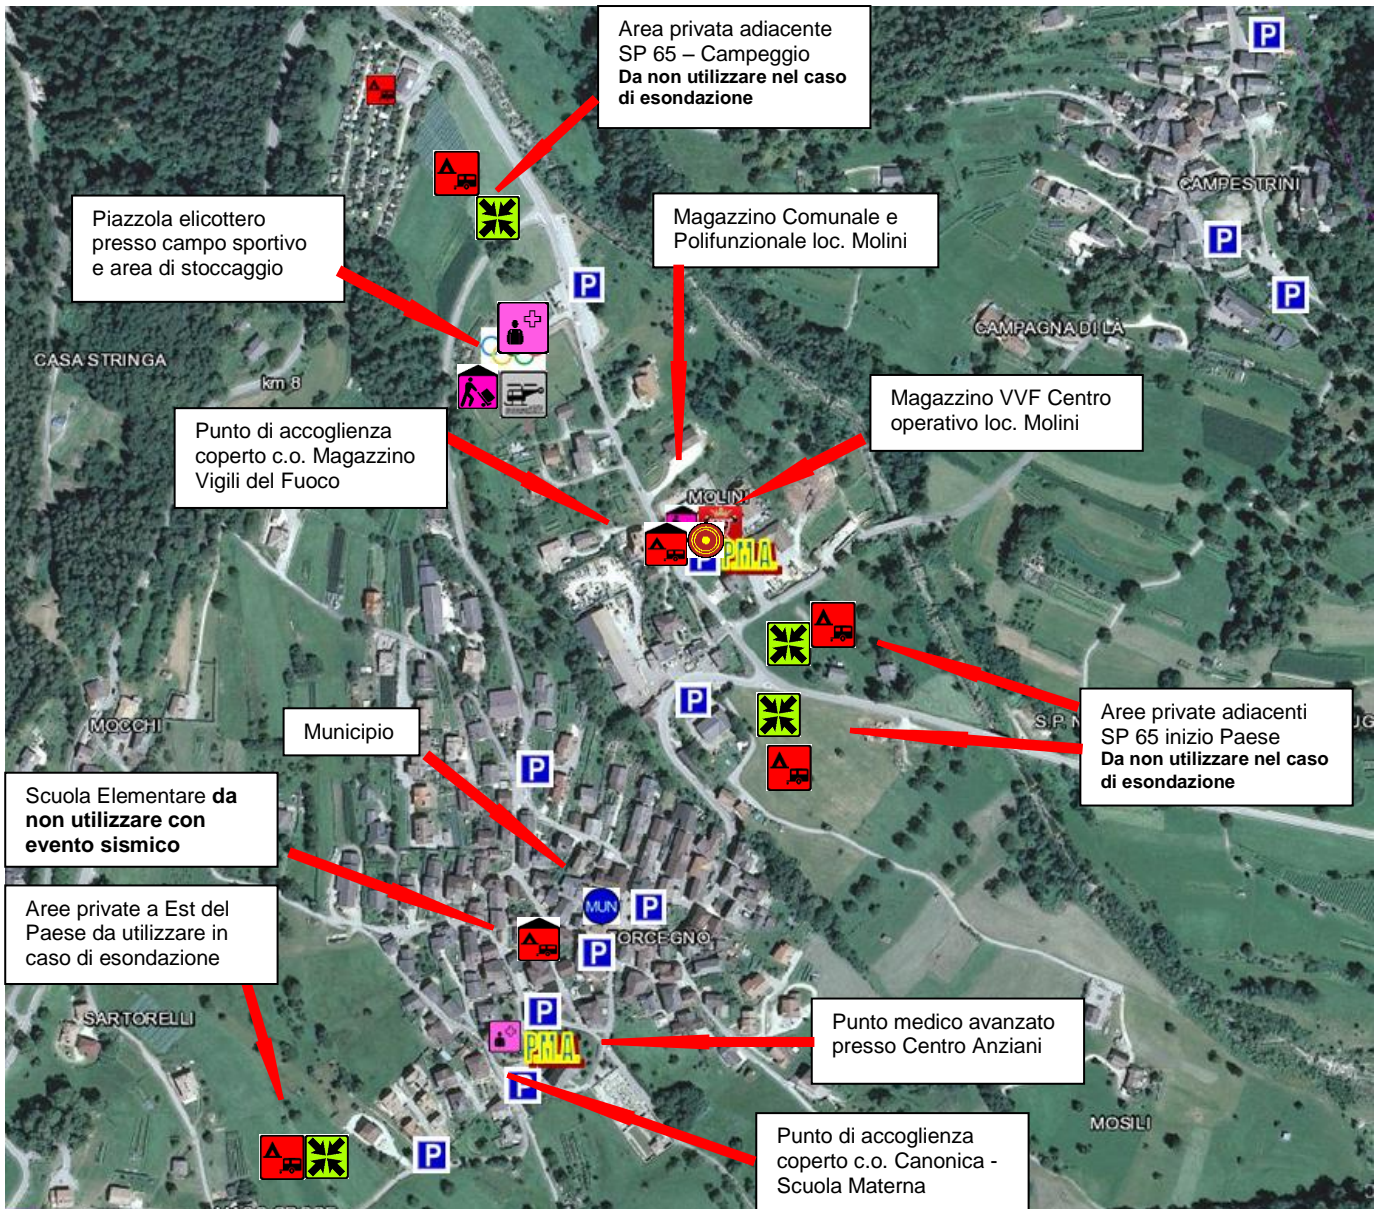 Area privata adiacente
SP 65 – Campeggio
Da non utilizzare nel caso
di esondazione
P
CAMPESTRINI
P
P
Piazzola elicottero
presso campo sportivo
e area di stoccaggio
Magazzino Comunale e
Polifunzionale loc. Molini
P
CAMPAGNA DI LA
CASA STRINGA
km 8
Magazzino VVF Centro
operativo loc. Molini
Punto di accoglienza
coperto c.o. Magazzino
Vigili del Fuoco
MOLINI
P
P.M.A.
P
Aree private adiacenti
SP 65 inizio Paese
Da non utilizzare nel caso
di esondazione
S.P. N
UG
MOCCHI
Municipio
P
Scuola Elementare da
non utilizzare con
evento sismico
MUN
P
ORCEGNO
P
Aree private a Est del
Paese da utilizzare in
caso di esondazione
SARTORELLI
P
P.M.A.
P
Punto medico avanzato
presso Centro Anziani
MOSILI
Punto di accoglienza
coperto c.o. Canonica -
Scuola Materna
P